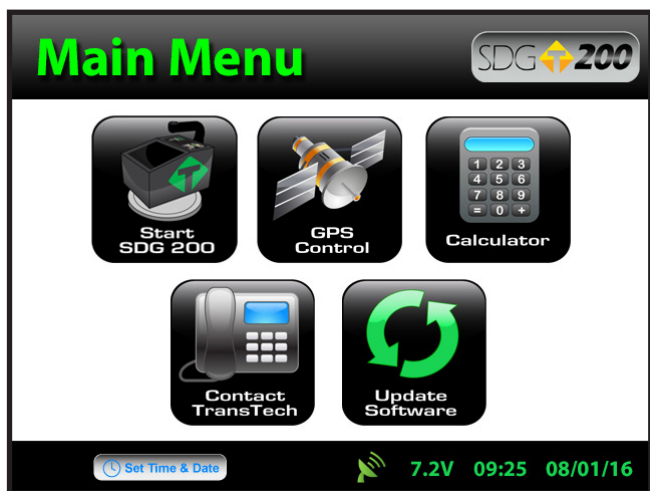 Main Menu
SDG 200
Start
SDG 200
GPS
Control
1 2 3
4 5 6
7 8 9
= 0 +
Calculator
Contact
TransTech
Update
Software
Set Time & Date
7.2V 09:25 08/01/16